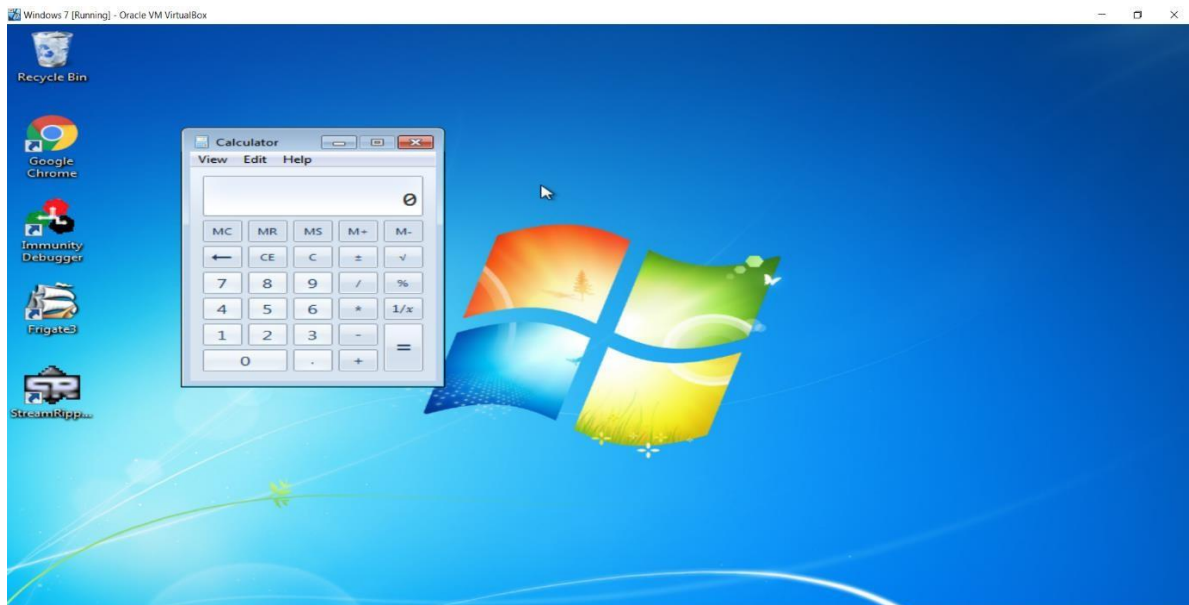 Windows 7 [Running] - Oracle VM VirtualBox
Recycle Bin
Google
Chrome
Immunity
Debugger
Frigate3
StreamRipp...
Calculator
View Edit Help
0
MC MR MS M+ M-
← CE C ± √
7 8 9 / %
4 5 6 * 1/x
1 2 3 - =
0 . +